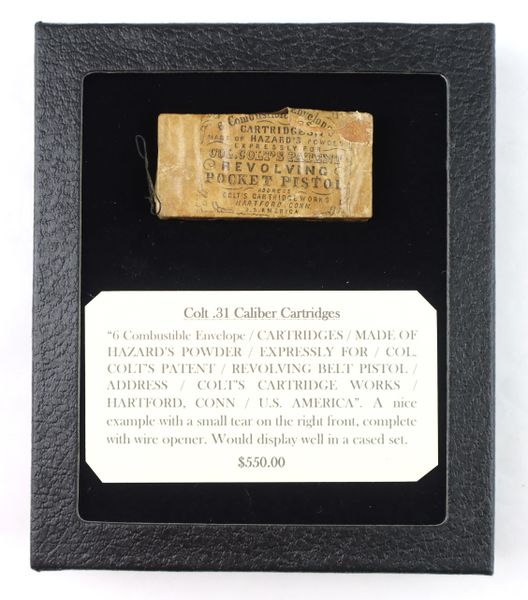 6 Combustible Envelope
CARTRIDGES
MADE OF HAZARD'S POWDER
EXPRESSLY FOR
COL. COLT'S PATENT
REVOLVING
POCKET PISTOL
ADDRESS
COLT'S CARTRIDGE WORKS
HARTFORD, CONN.
U.S. AMERICA
Colt .31 Caliber Cartridges
“6 Combustible Envelope / CARTRIDGES / MADE OF
HAZARD'S POWDER / EXPRESSLY FOR / COL.
COLT'S PATENT / REVOLVING BELT PISTOL /
ADDRESS / COLT'S CARTRIDGE WORKS /
HARTFORD, CONN / U.S. AMERICA”. A nice
example with a small tear on the right front, complete
with wire opener. Would display well in a cased set.
$550.00